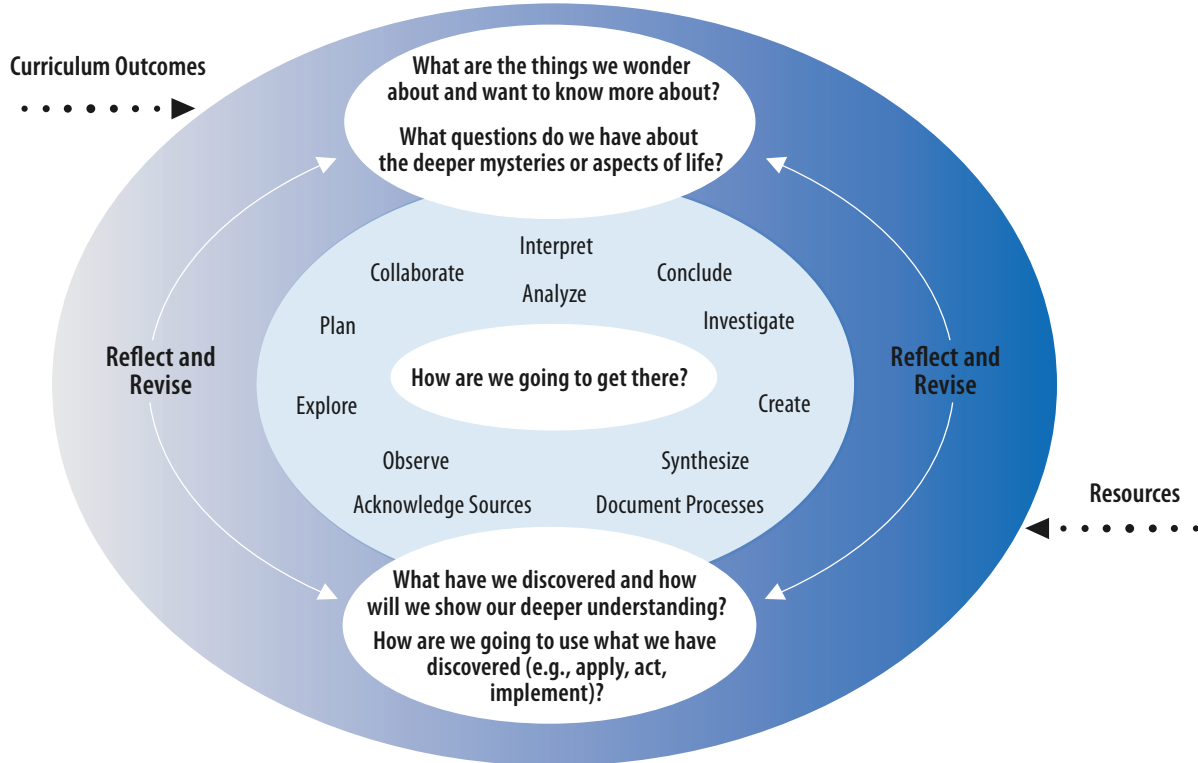 Curriculum Outcomes
What are the things we wonder
about and want to know more about?
What questions do we have about
the deeper mysteries or aspects of life?
Interpret
Collaborate
Conclude
Analyze
Plan
Investigate
Reflect and
Revise
How are we going to get there?
Reflect and
Revise
Explore
Create
Observe
Synthesize
Acknowledge Sources
Document Processes
Resources
What have we discovered and how
will we show our deeper understanding?
How are we going to use what we have
discovered (e.g., apply, act,
implement)?